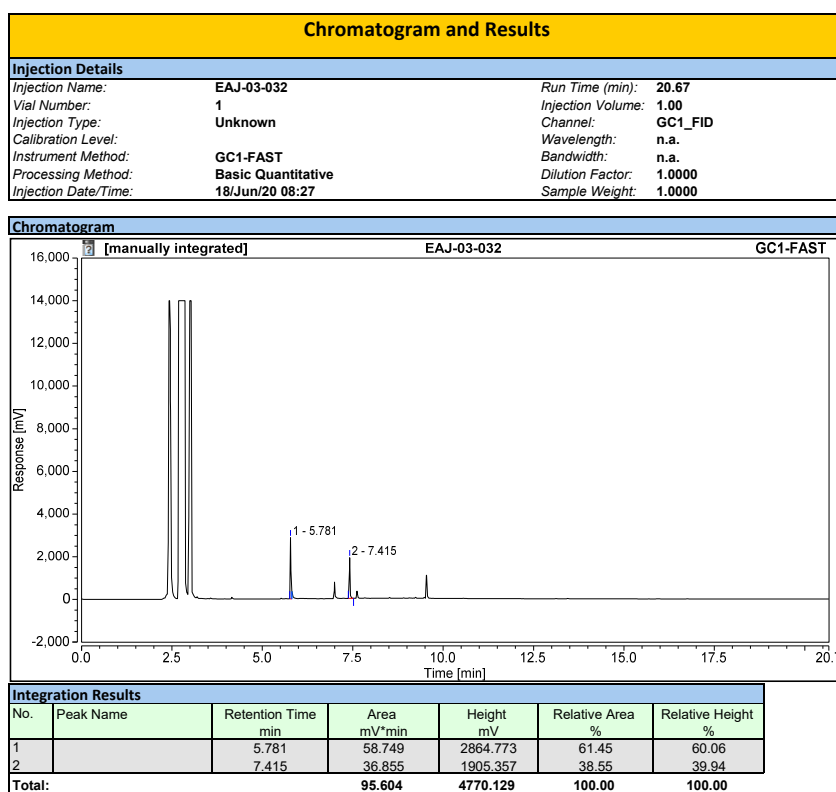 Chromatogram and Results
Injection Details
Injection Name: EAJ-03-032 Run Time (min): 20.67
Vial Number: 1 Injection Volume: 1.00
Injection Type: Unknown Channel: GC1_FID
Calibration Level: Wavelength: n.a.
Instrument Method: GC1-FAST Bandwidth: n.a.
Processing Method: Basic Quantitative Dilution Factor: 1.0000
Injection Date/Time: 18/Jun/20 08:27 Sample Weight: 1.0000
Chromatogram
[manually integrated] EAJ-03-032 GC1-FAST
16,000
14,000
12,000
10,000
8,000
6,000
4,000
2,000
0
-2,000
Response [mV]
1 - 5.781
2 - 7.415
0.0 2.5 5.0 7.5 10.0 12.5 15.0 17.5
Time [min]
Integration Results
No. Peak Name Retention Time Area Height Relative Area Relative Height
min mV*min mV % %
1 5.781 58.749 2864.773 61.45 60.06
2 7.415 36.855 1905.357 38.55 39.94
Total: 95.604 4770.129 100.00 100.00